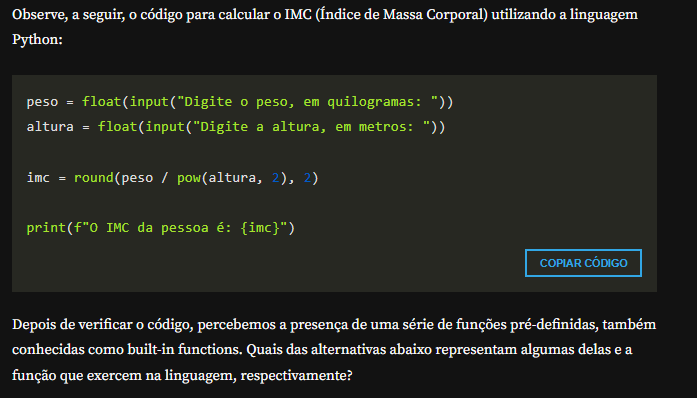 Observe, a seguir, o código para calcular o IMC (Índice de Massa Corporal) utilizando a linguagem
Python:
peso = float(input("Digite o peso, em quilogramas: "))
altura = float(input("Digite a altura, em metros: "))
imc = round(peso / pow(altura, 2), 2)
print(f"O IMC da pessoa é: {imc}")
COPIAR CÓDIGO
Depois de verificar o código, percebemos a presença de uma série de funções pré-definidas, também
conhecidas como built-in functions. Quais das alternativas abaixo representam algumas delas e a
função que exercem na linguagem, respectivamente?